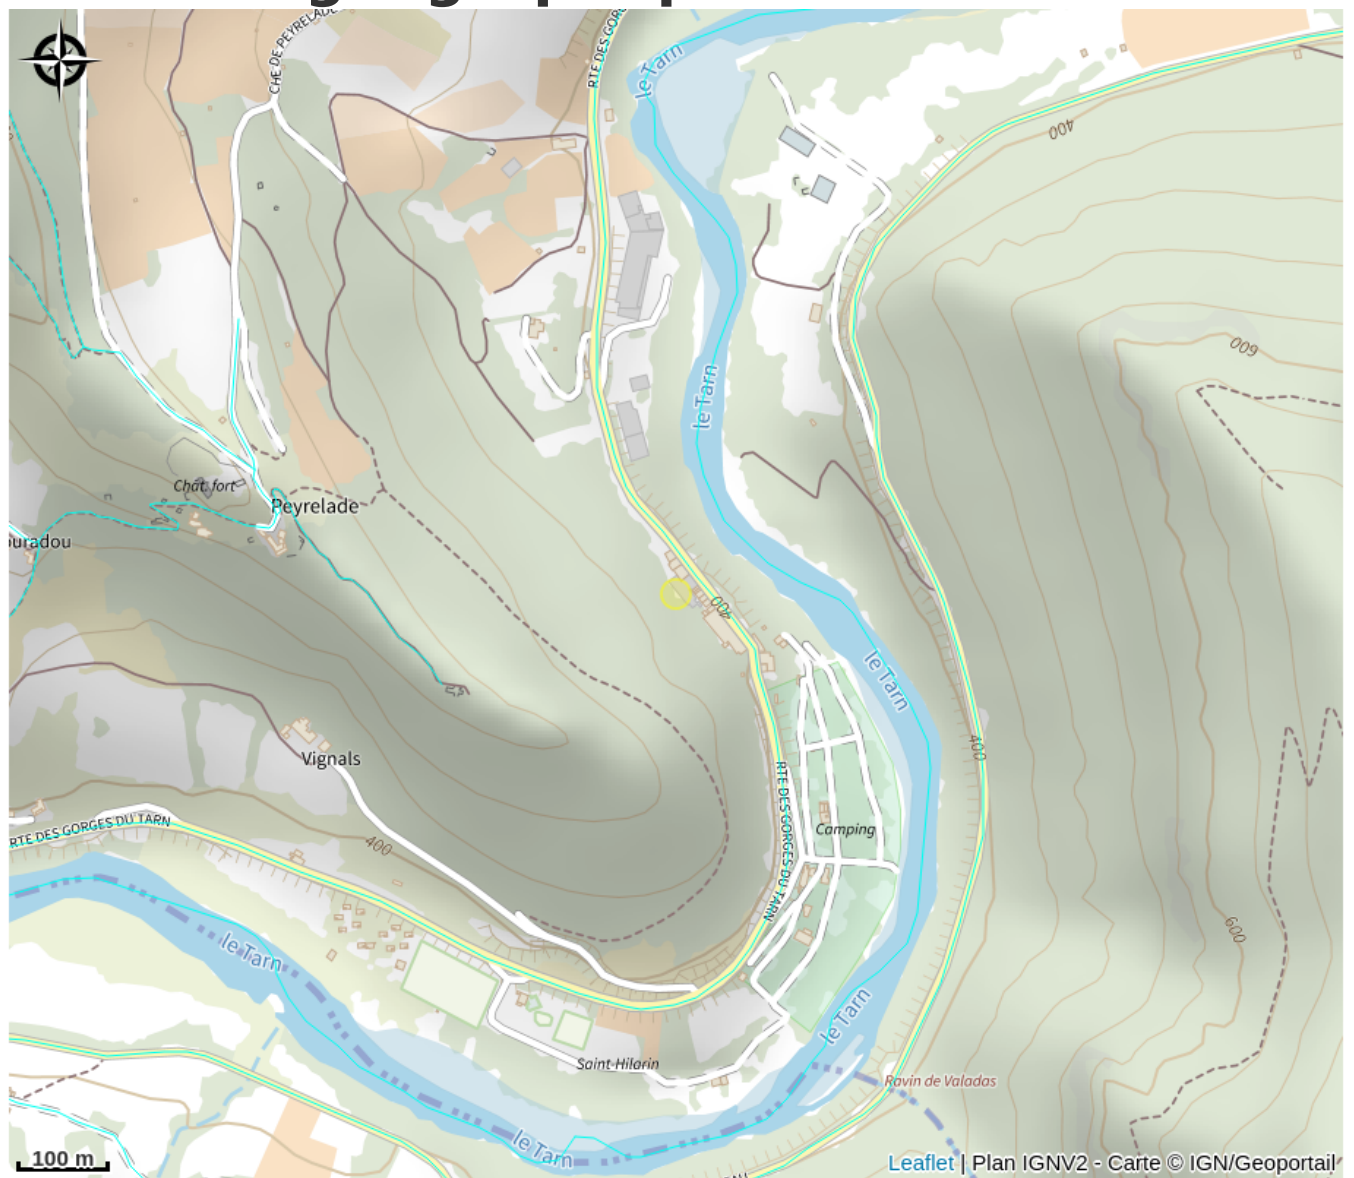 CHE DE PEYRELADE
RTE DES GORG
le Tarn
400
600
le Tarn
Chât. fort
Peyrelade
ouradou
400
le Tarn
Vignals
400
RTE DES GORGES DU TARN
RTE DES GORGES DU TARN
Camping
400
600
le Tarn
le Tarn
Saint-Hilarin
Ravin de Valadas
le Tarn
100 m
Leaflet | Plan IGNV2 - Carte © IGN/Geoportail